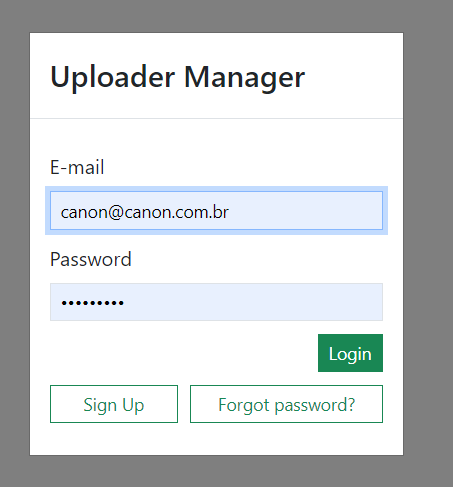 Uploader Manager
E-mail
canon@canon.com.br
Password
•••••••••
Login
Sign Up
Forgot password?